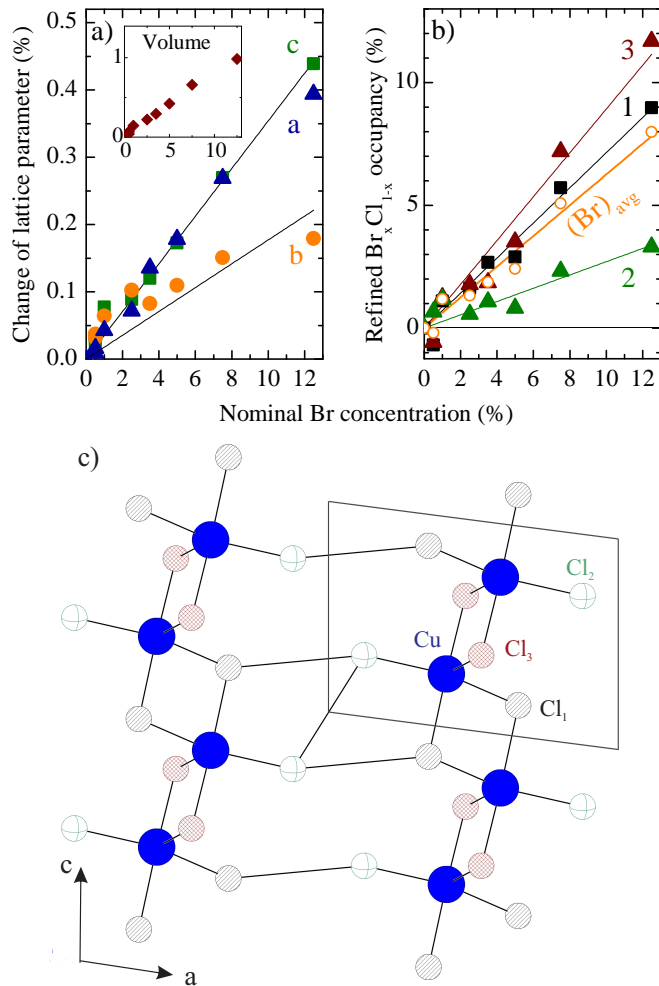 a)
Volume
1
0
0 5 10
c
a
b
Change of lattice parameter (%)
0.5
0.4
0.3
0.2
0.1
0.0
0 2 4 6 8 10 12
b)
3
1
(Br)avg
2
Refined BrxCl1-x occupancy (%)
10
5
0
0 2 4 6 8 10 12
Nominal Br concentration (%)
c)
Cl2
Cu
Cl3
Cl1
c
a